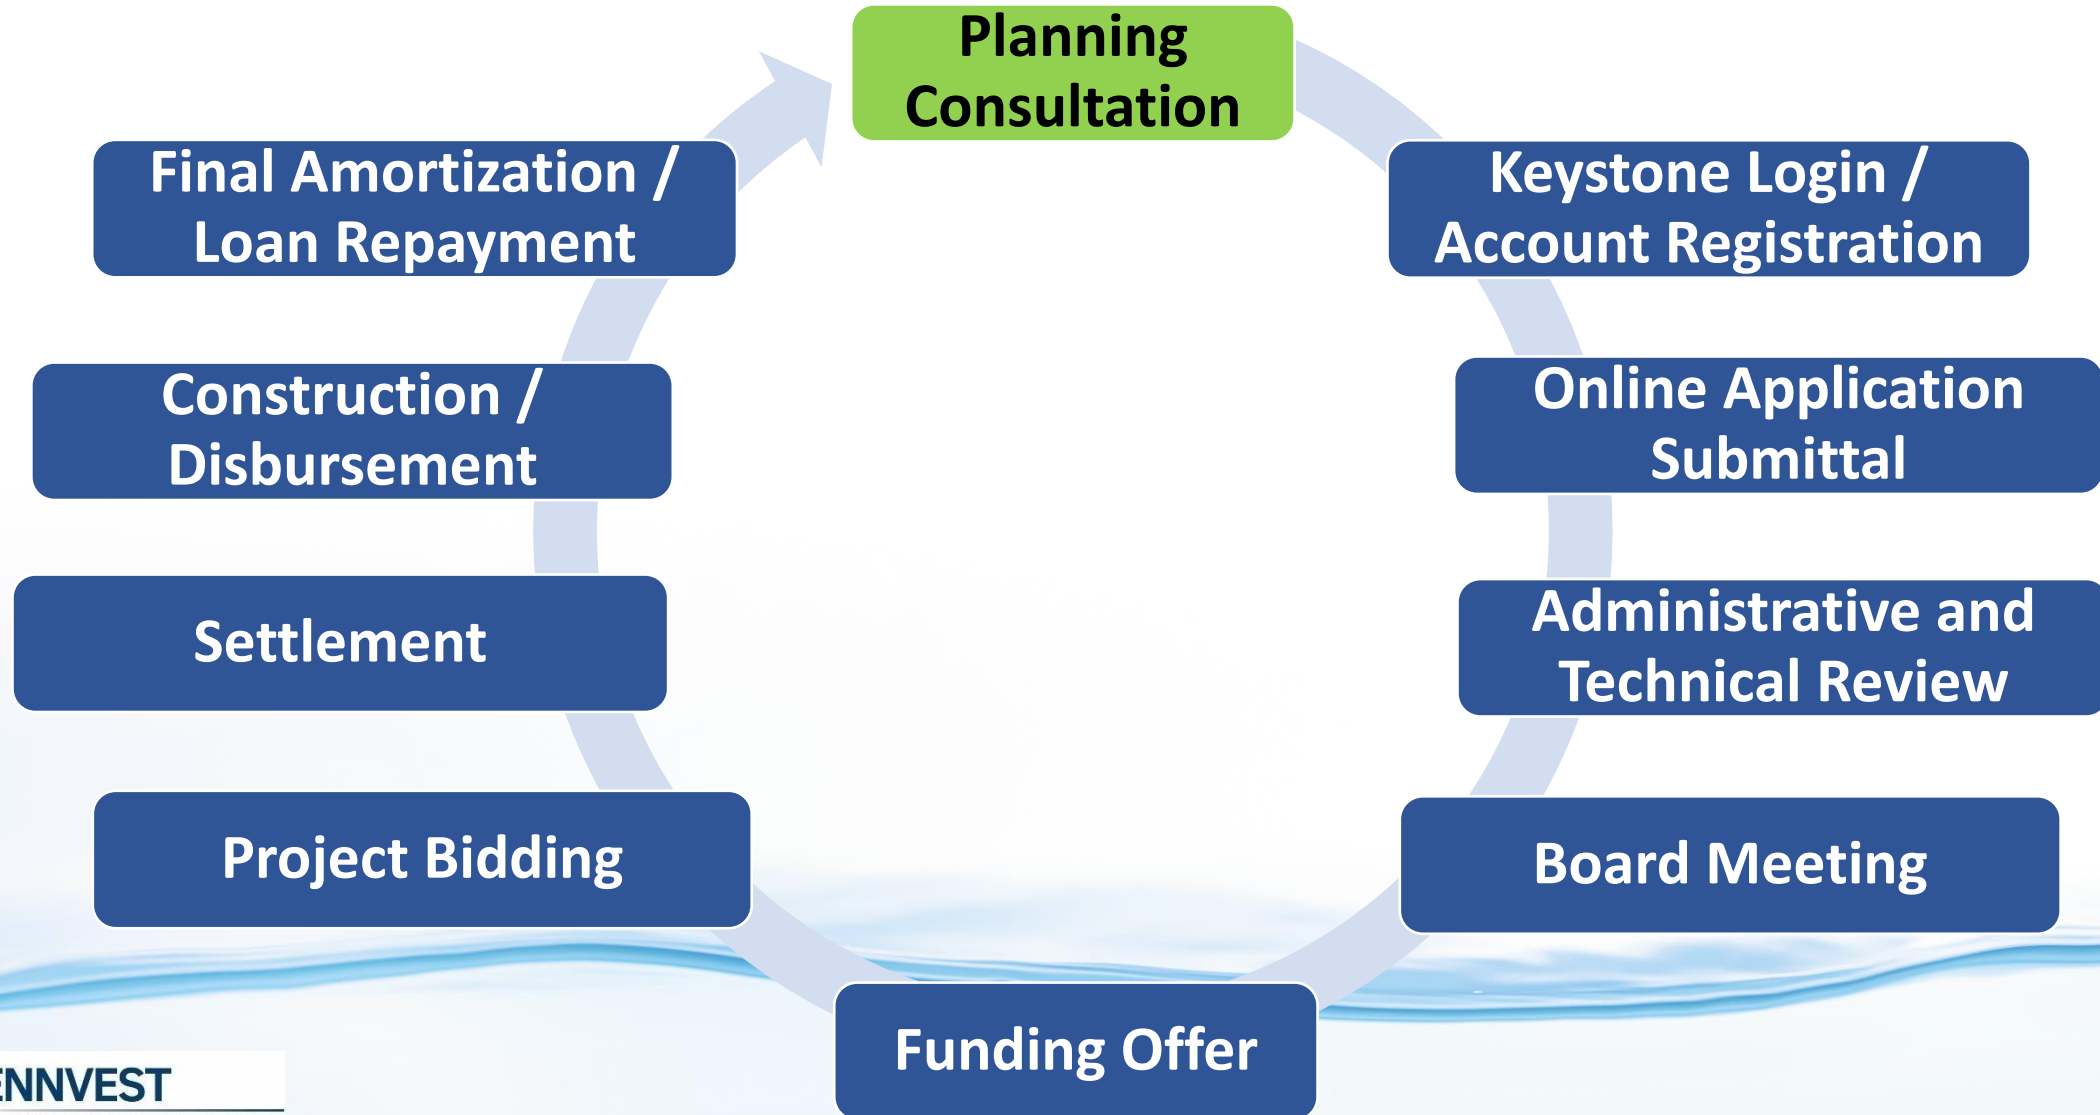 Planning
Consultation
Keystone Login /
Account Registration
Online Application
Submittal
Administrative and
Technical Review
Board Meeting
Funding Offer
Project Bidding
Settlement
Construction /
Disbursement
Final Amortization /
Loan Repayment
ENNVEST